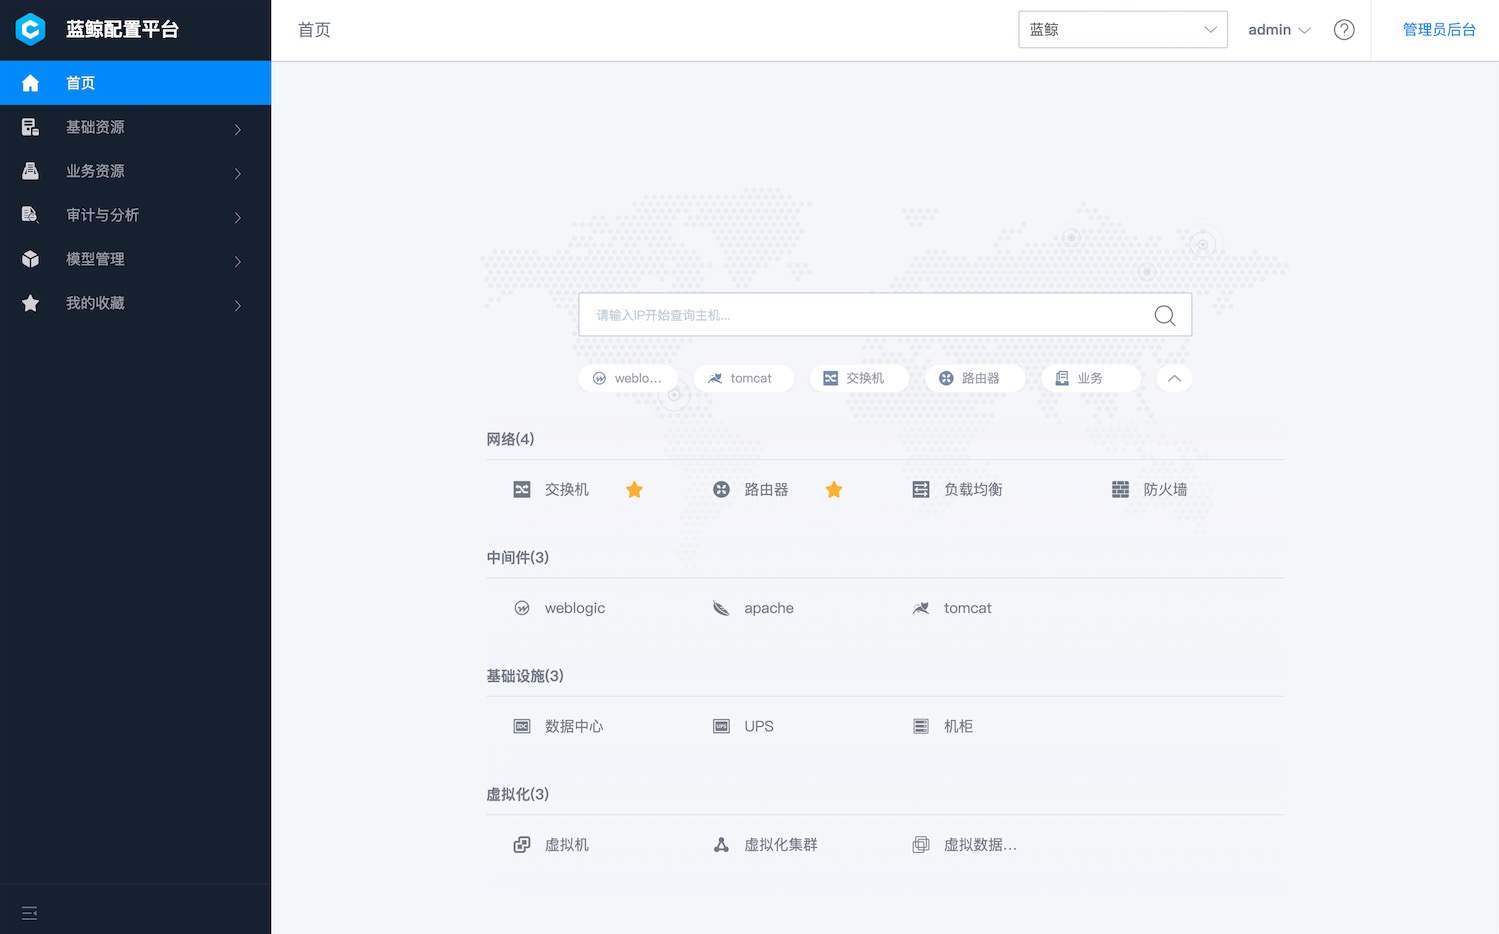 蓝鲸配置平台
首页
基础资源
业务资源
审计与分析
模型管理
我的收藏
首页
蓝鲸
admin
管理员后台
请输入IP开始查询主机...
weblo...
tomcat
交换机
路由器
业务
网络(4)
交换机
路由器
负载均衡
防火墙
中间件(3)
weblogic
apache
tomcat
基础设施(3)
数据中心
UPS
机柜
虚拟化(3)
虚拟机
虚拟化集群
虚拟数据...